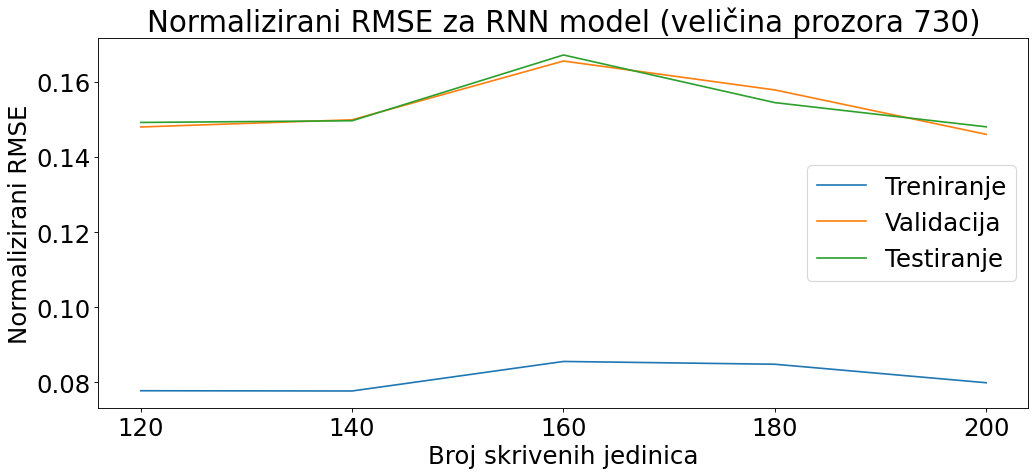 Normalizirani RMSE za RNN model (veličina prozora 730)
Normalizirani RMSE
0.16
0.14
0.12
0.10
0.08
Treniranje
Validacija
Testiranje
120 140 160 180 200
Broj skrivenih jedinica